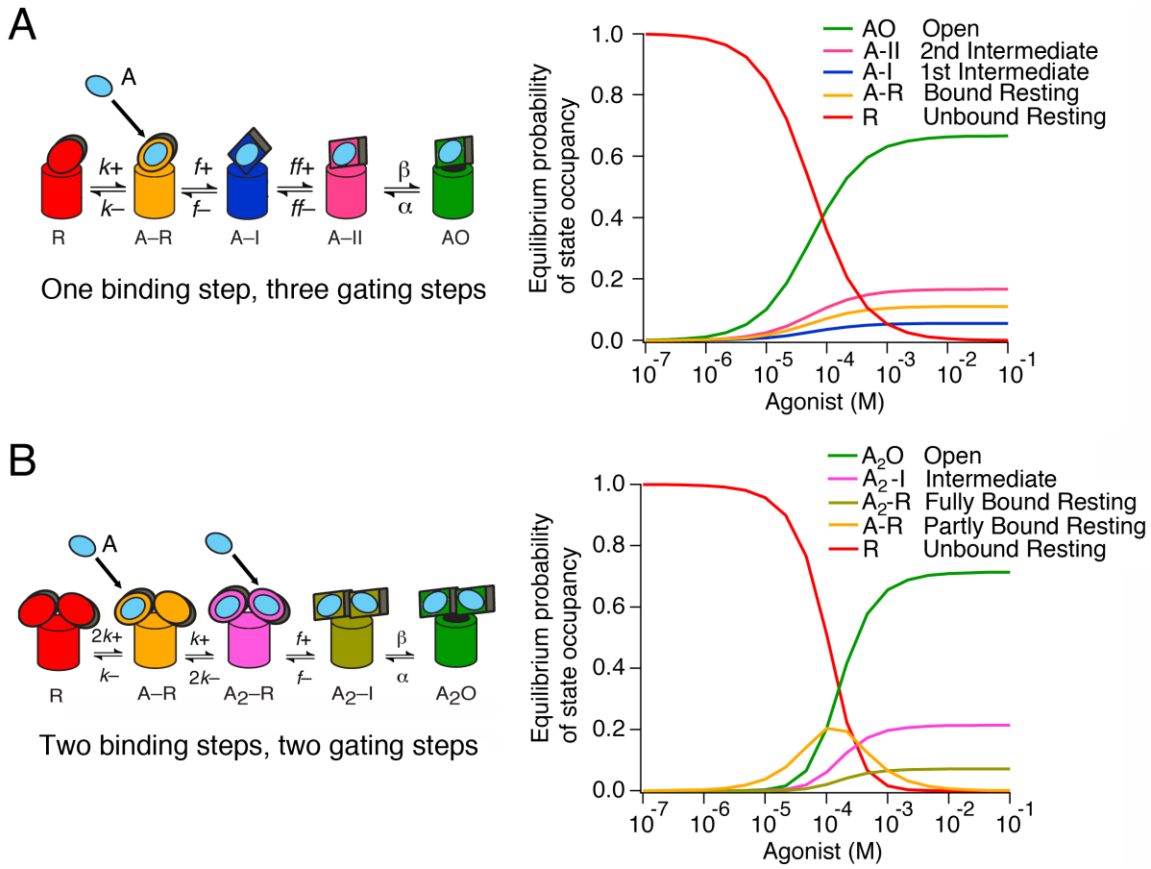 A
A
k+
k−
f+
f−
ff+
ff−
β
α
R
A–R
A–I
A–II
AO
One binding step, three gating steps
Equilibrium probability
of state occupancy
1.0
0.8
0.6
0.4
0.2
0.0
AO Open
A-II 2nd Intermediate
A-I 1st Intermediate
A-R Bound Resting
R Unbound Resting
10⁻⁷ 10⁻⁶ 10⁻⁵ 10⁻⁴ 10⁻³ 10⁻² 10⁻¹
Agonist (M)
B
A
2k+
k−
k+
2k−
f+
f−
β
α
R
A–R
A₂–R
A₂–I
A₂O
Two binding steps, two gating steps
Equilibrium probability
of state occupancy
1.0
0.8
0.6
0.4
0.2
0.0
A₂O Open
A₂-I Intermediate
A₂-R Fully Bound Resting
A-R Partly Bound Resting
R Unbound Resting
10⁻⁷ 10⁻⁶ 10⁻⁵ 10⁻⁴ 10⁻³ 10⁻² 10⁻¹
Agonist (M)